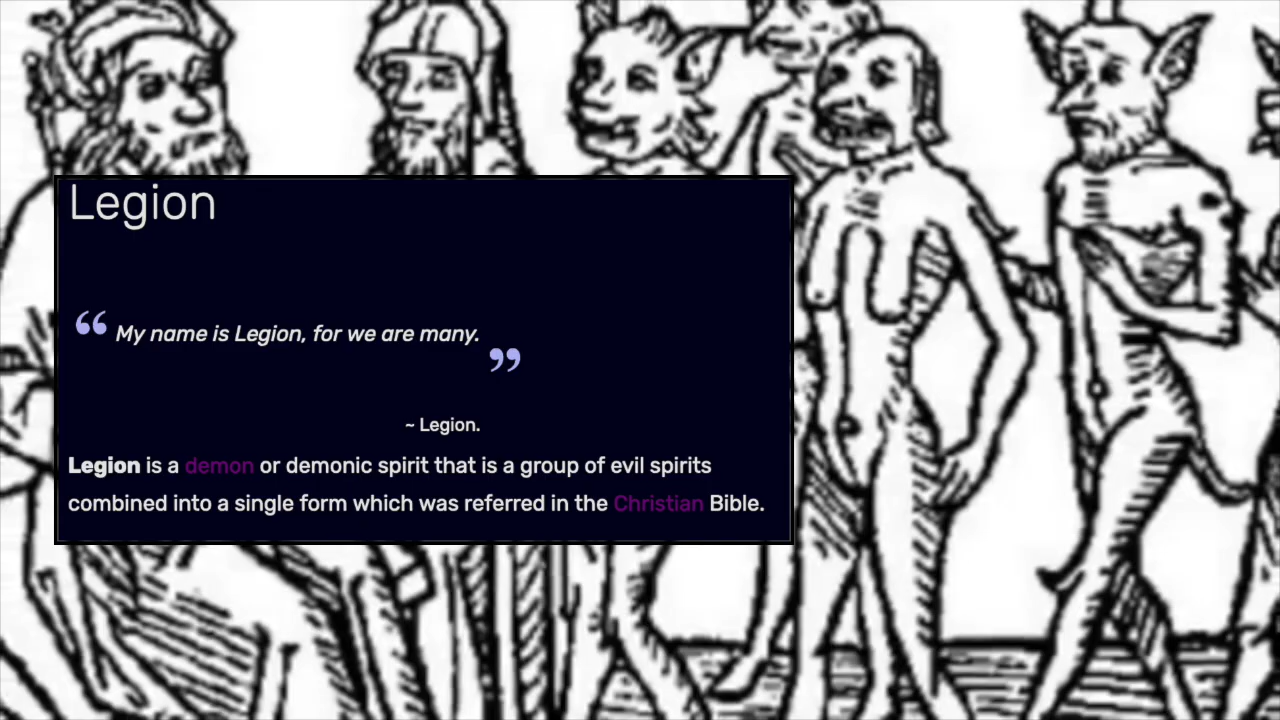 Legion
“ My name is Legion, for we are many. ”
~ Legion.
Legion is a demon or demonic spirit that is a group of evil spirits
combined into a single form which was referred in the Christian Bible.